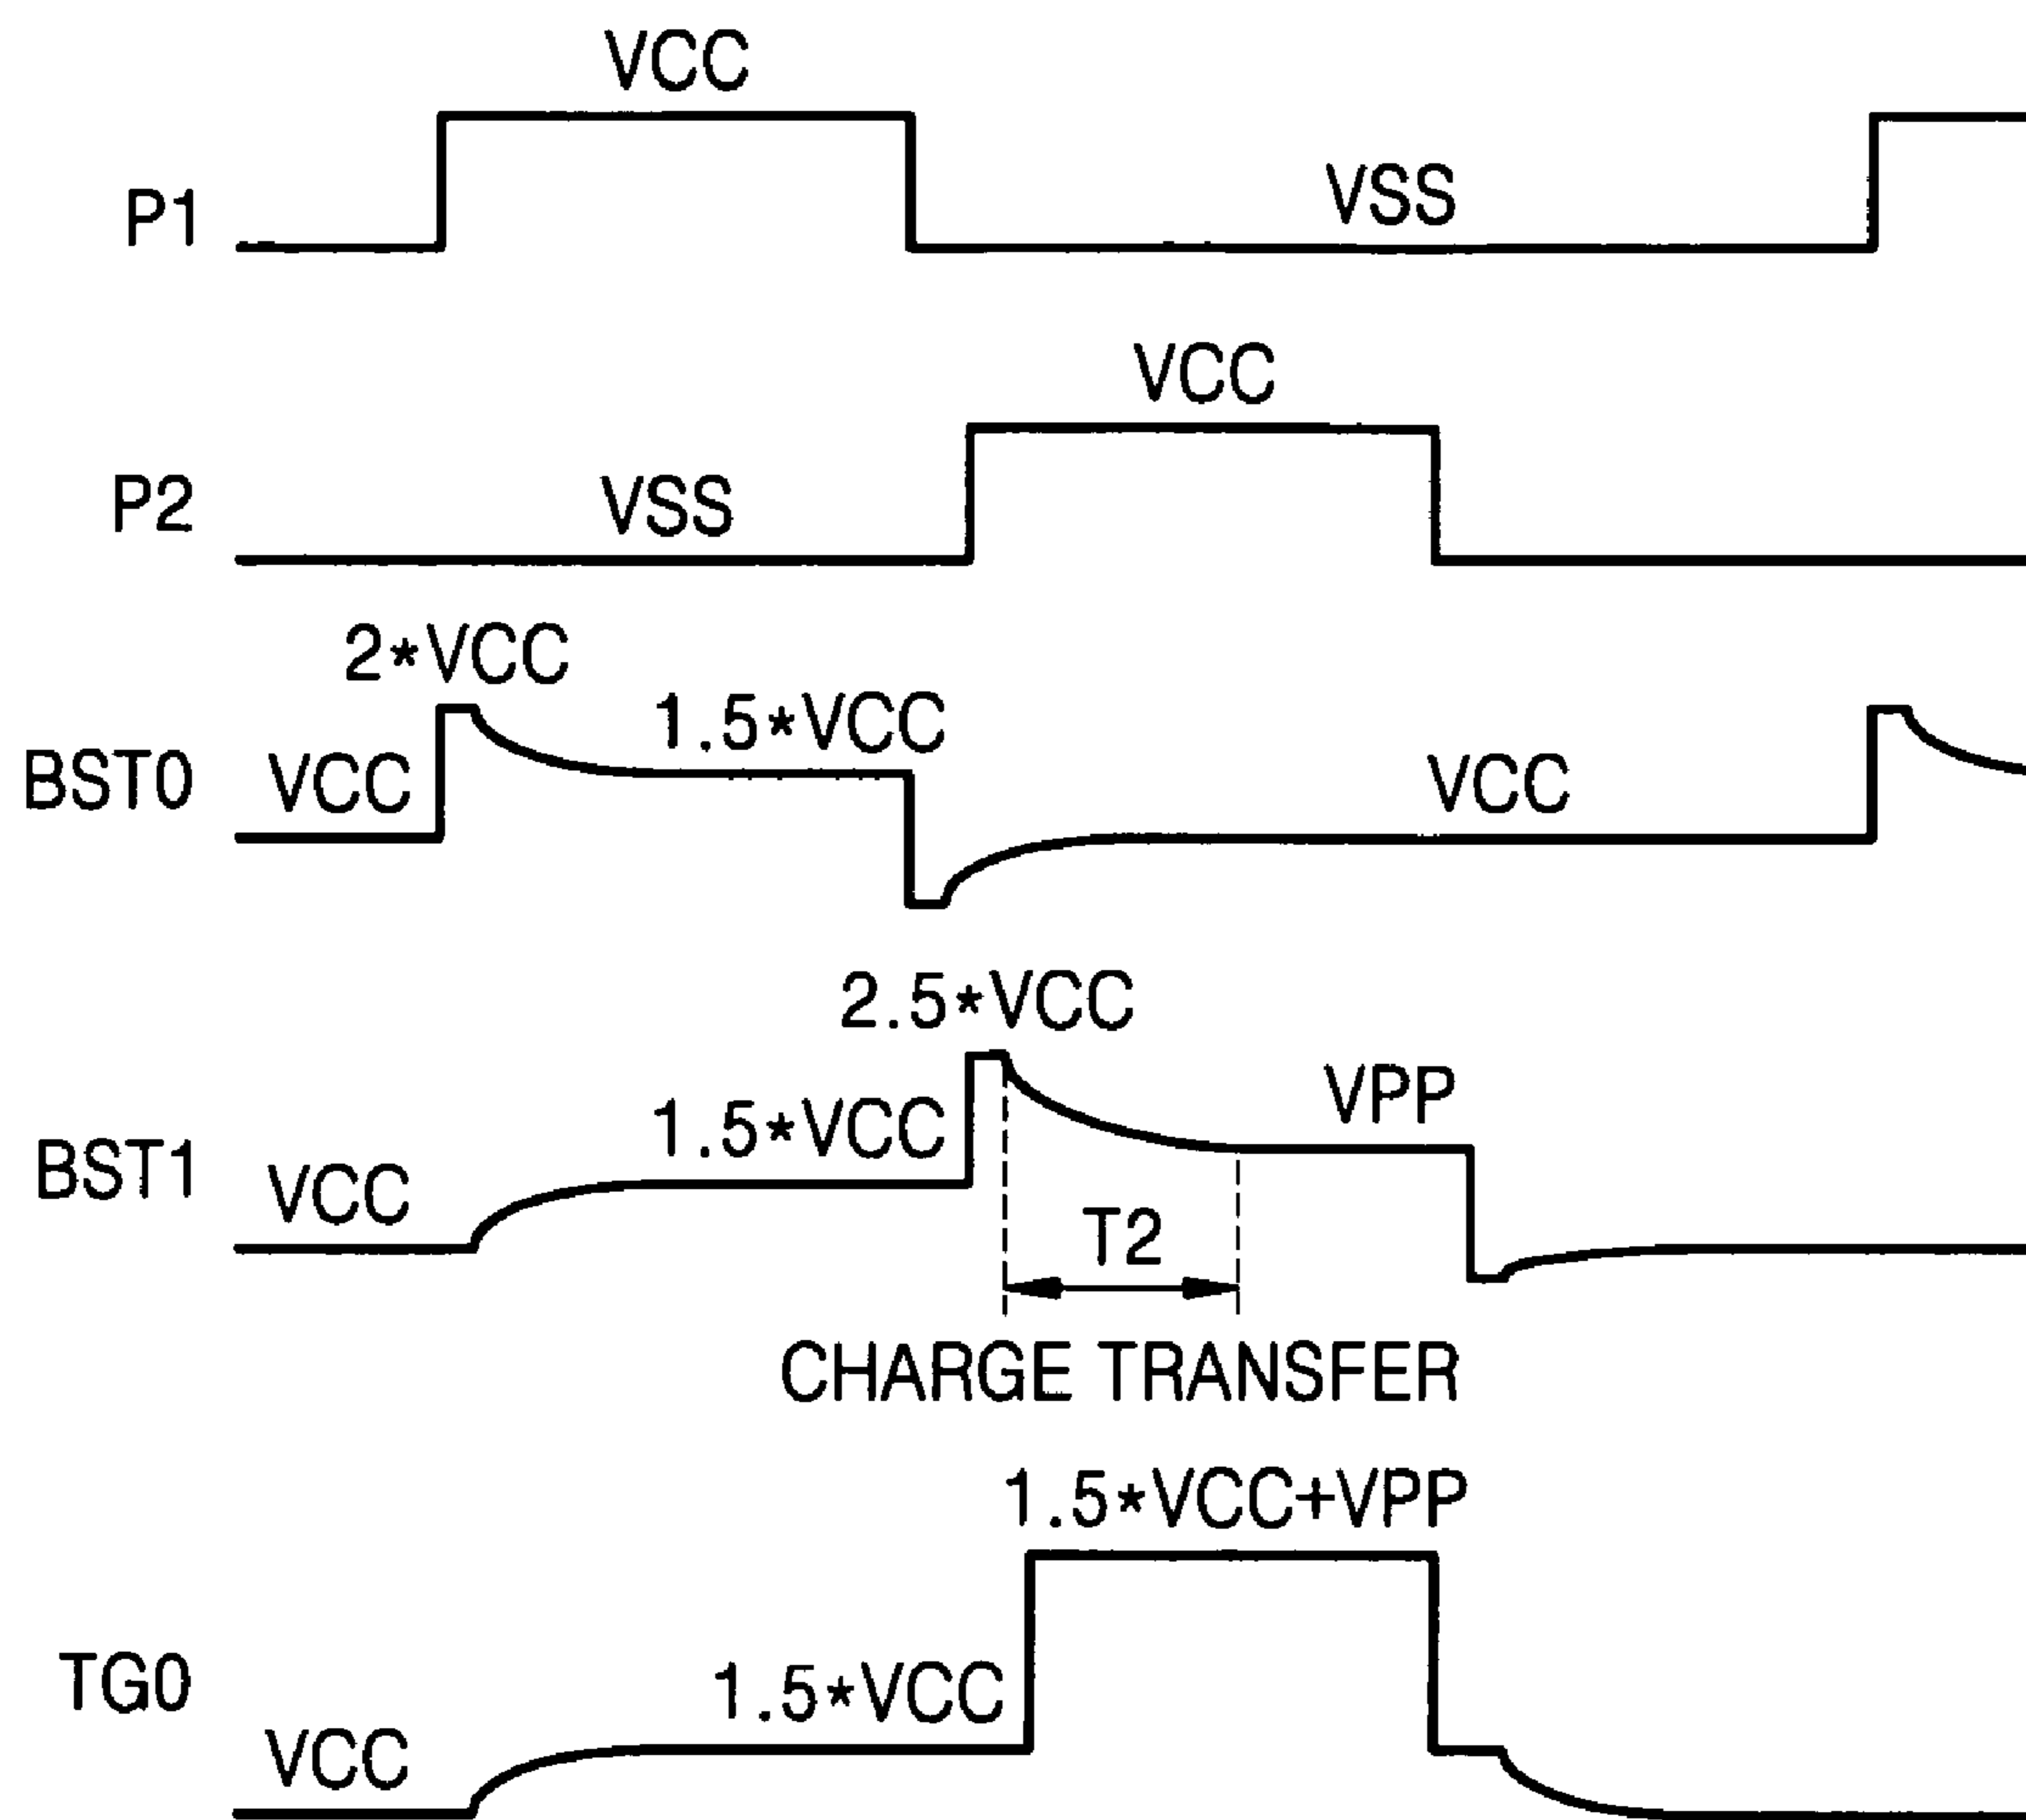 VCC
P1
VSS
VCC
P2
VSS
2*VCC
1.5*VCC
BST0
VCC
VCC
2.5*VCC
VPP
1.5*VCC
BST1
VCC
T2
CHARGE TRANSFER
1.5*VCC+VPP
TG0
1.5*VCC
VCC